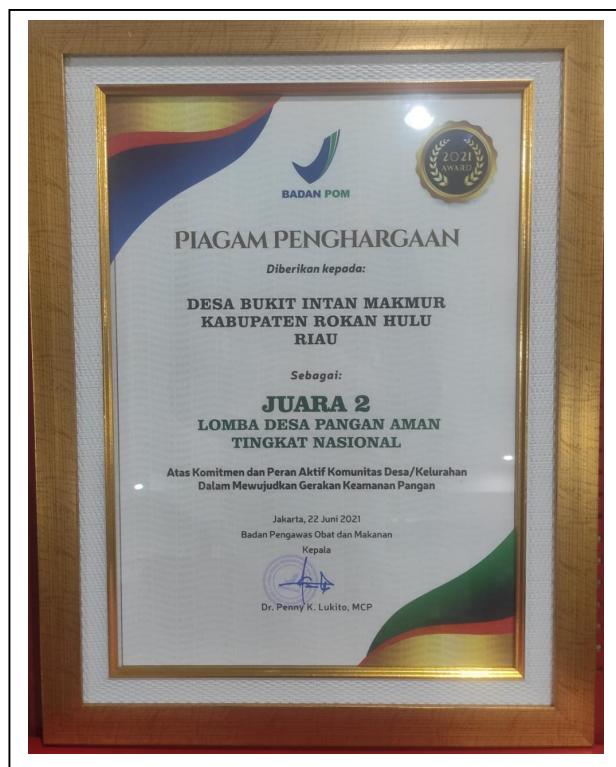 BADAN POM
2021
AWARD
PIAGAM PENGHARGAAN
Diberikan kepada:
DESA BUKIT INTAN MAKMUR
KABUPATEN ROKAN HULU
RIAU
Sebagai:
JUARA 2
LOMBA DESA PANGAN AMAN
TINGKAT NASIONAL
Atas Komitmen dan Peran Aktif Komunitas Desa/Kelurahan
Dalam Mewujudkan Gerakan Keamanan Pangan
Jakarta, 22 Juni 2021
Badan Pengawas Obat dan Makanan
Kepala
Dr. Penny K. Lukito, MCP